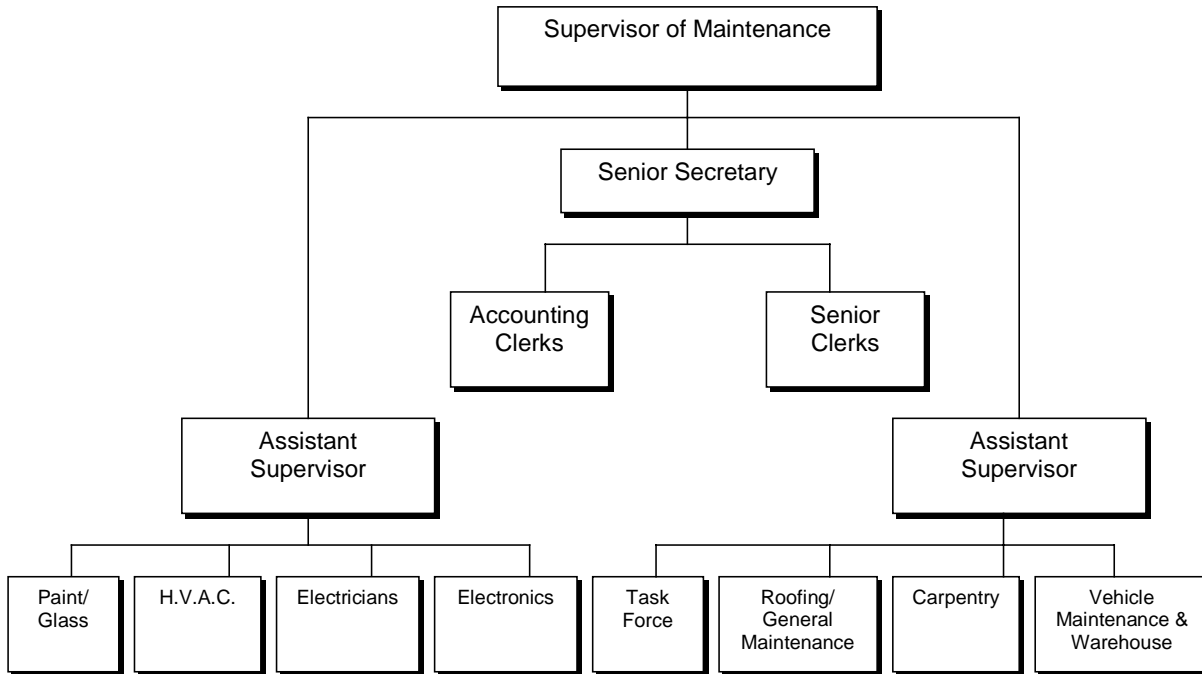 Supervisor of Maintenance
Senior Secretary
Accounting
Clerks
Senior
Clerks
Assistant
Supervisor
Assistant
Supervisor
Paint/
Glass
H.V.A.C.
Electricians
Electronics
Task
Force
Roofing/
General
Maintenance
Carpentry
Vehicle
Maintenance &
Warehouse